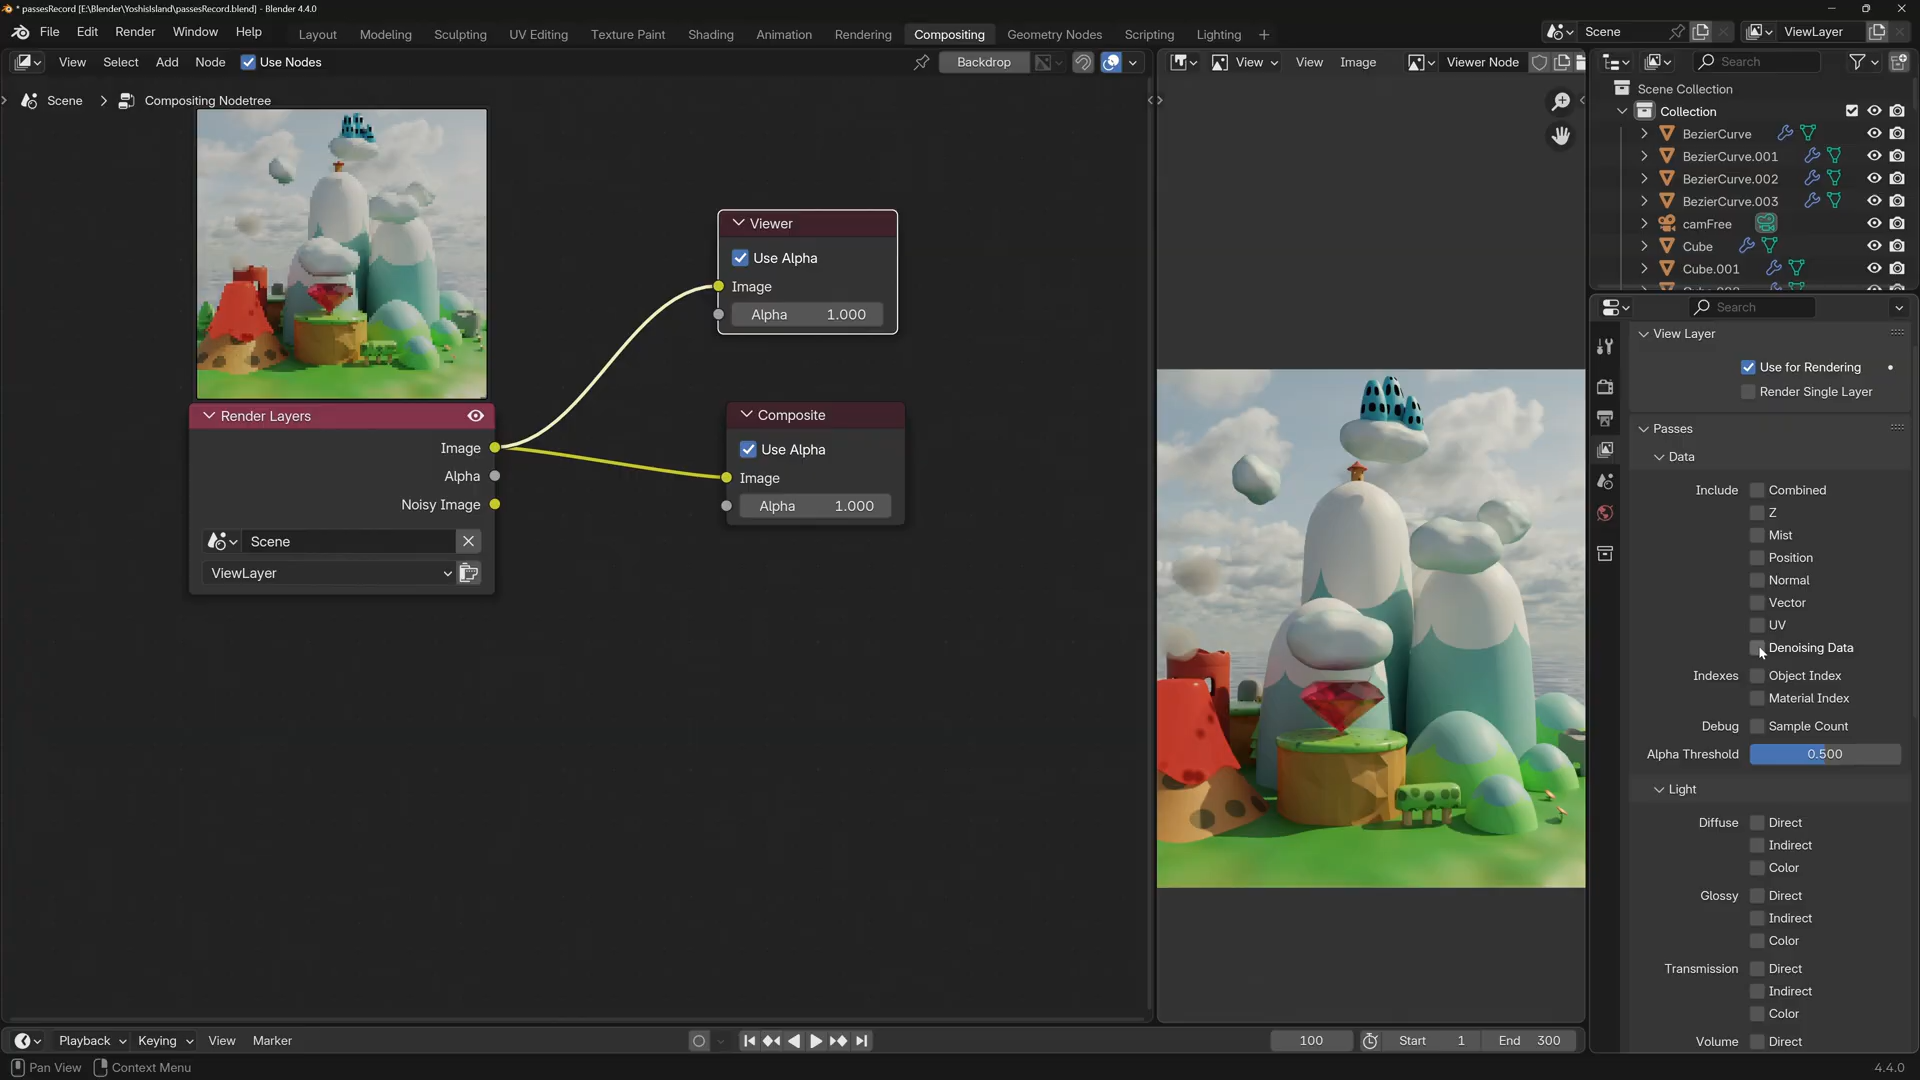 * passesRecord [E:\Blender\YoshisIsland\passesRecord.blend] - Blender 4.4.0
File Edit Render Window Help
Layout Modeling Sculpting UV Editing Texture Paint Shading Animation Rendering Compositing Geometry Nodes Scripting Lighting +
Scene
ViewLayer
View Select Add Node Use Nodes
Backdrop
View View Image
Viewer Node
Search
Scene > Compositing Nodetree
Scene Collection
Collection
BezierCurve
BezierCurve.001
BezierCurve.002
BezierCurve.003
camFree
Cube
Cube.001
Viewer
Use Alpha
Image
Alpha 1.000
Composite
Use Alpha
Image
Alpha 1.000
Render Layers
Image
Alpha
Noisy Image
Scene
ViewLayer
Search
View Layer
Use for Rendering
Render Single Layer
Passes
Data
Include Combined
Z
Mist
Position
Normal
Vector
UV
Denoising Data
Indexes Object Index
Material Index
Debug Sample Count
Alpha Threshold 0.500
Light
Diffuse Direct
Indirect
Color
Glossy Direct
Indirect
Color
Transmission Direct
Indirect
Color
Volume Direct
Playback Keying View Marker
100 Start 1 End 300
Pan View Context Menu
4.4.0